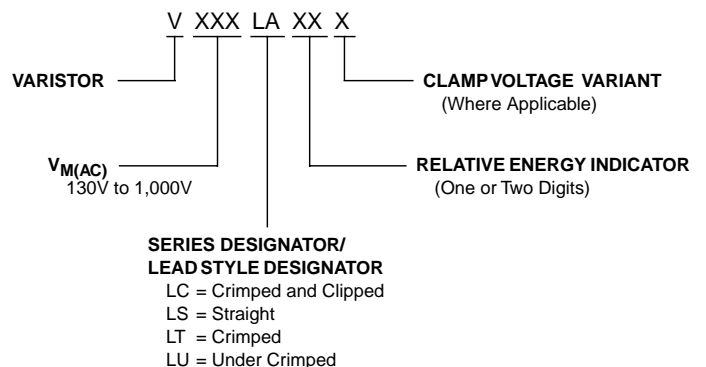 V XXX LA XX X
VARISTOR
CLAMP VOLTAGE VARIANT
(Where Applicable)
VM(AC)
130V to 1,000V
RELATIVE ENERGY INDICATOR
(One or Two Digits)
SERIES DESIGNATOR/
LEAD STYLE DESIGNATOR
LC = Crimped and Clipped
LS = Straight
LT = Crimped
LU = Under Crimped